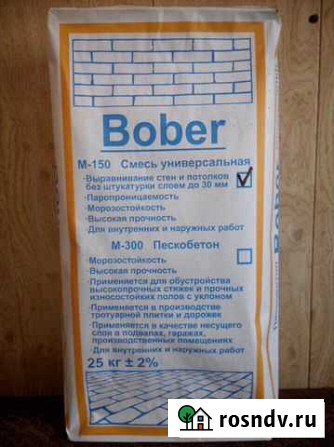 Bober
М-150 Смесь универсальная
·Выравнивание стен и потолков
без штукатурки слоем до 30 мм
·Паропроницаемость
·Морозостойкость
·Высокая прочность
·Для внутренних и наружных работ
М-300 Пескобетон
·Морозостойкость
·Высокая прочность
·Применяется для обустройства
высокопрочных стяжек и прочных
износостойких полов с уклоном
·Применяется в производстве
тротуарной плитки и дорожек
·Применяется в качестве несущего
слоя в подвалах, гаражах,
производственных помещениях
·Для внутренних и наружных работ
25 кг ± 2%
Bober
rosndv.ru